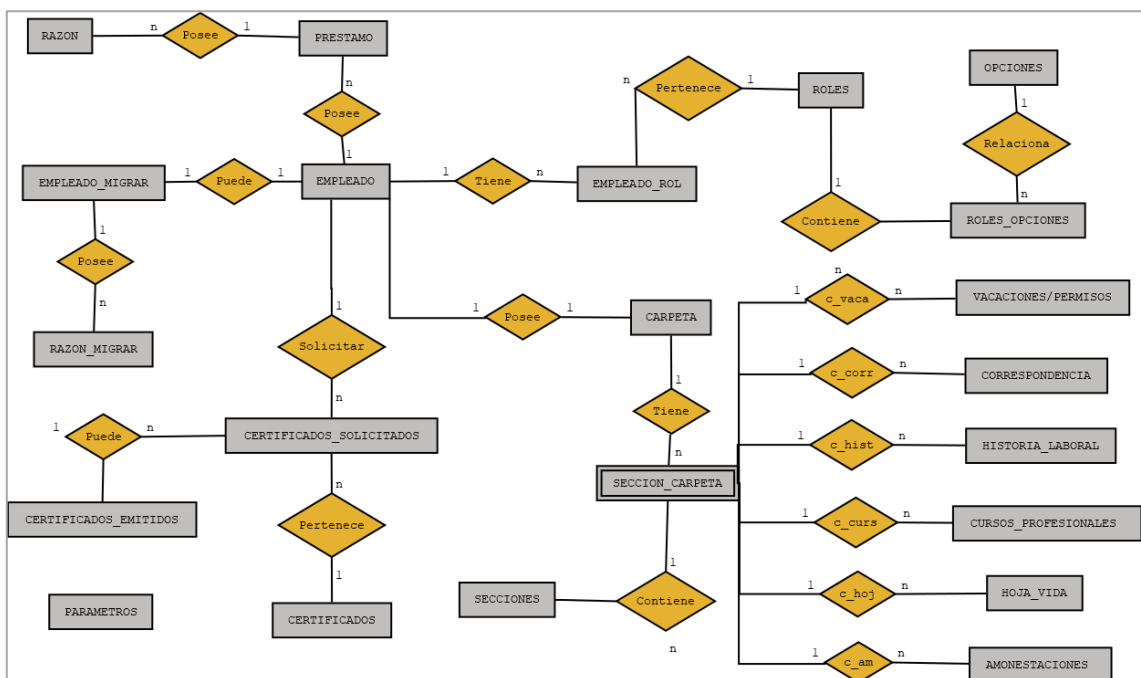 RAZON n Posee 1 PRESTAMO
n
Posee
1
OPCIONES
1
Relaciona
n
n Pertenece 1 ROLES
1
Contiene ROLES_OPCIONES
EMPLEADO_MIGRAR 1 Puede 1 EMPLEADO 1 Tiene n EMPLEADO_ROL
1
Posee
n
RAZON_MIGRAR
1
Solicitar
n
1 Posee 1 CARPETA
1
Tiene
n
SECCION_CARPETA
1
SECCIONES Contiene
n
n
1 c_vaca n VACACIONES/PERMISOS
1 c_corr n CORRESPONDENCIA
1 c_hist n HISTORIA_LABORAL
1 c_curs n CURSOS_PROFESIONALES
1 c_hoj n HOJA_VIDA
1 c_am n AMONESTACIONES
1 Puede n CERTIFICADOS_SOLICITADOS
CERTIFICADOS_EMITIDOS
n
Pertenece
1
PARAMETROS
CERTIFICADOS